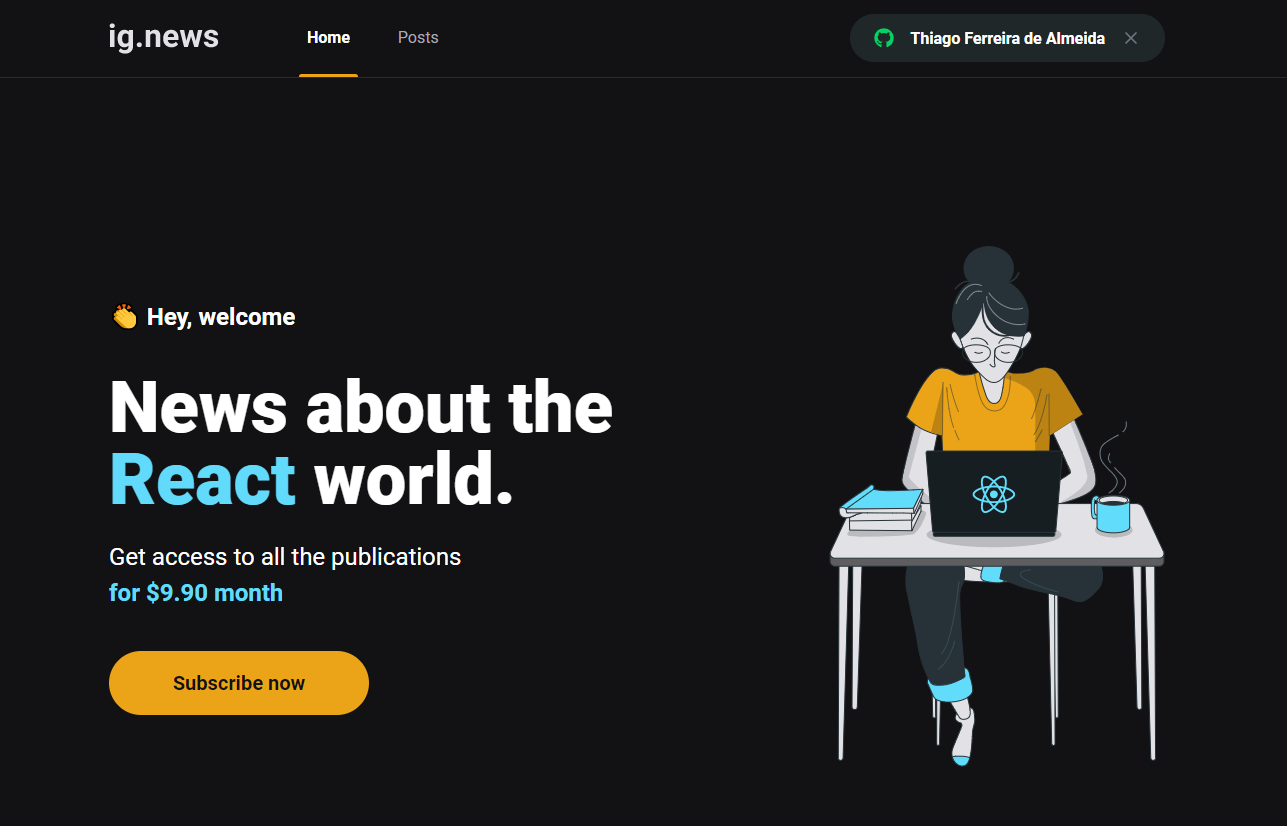 ig.news
Home
Posts
Thiago Ferreira de Almeida
👏 Hey, welcome
News about the
React world.
Get access to all the publications
for $9.90 month
Subscribe now